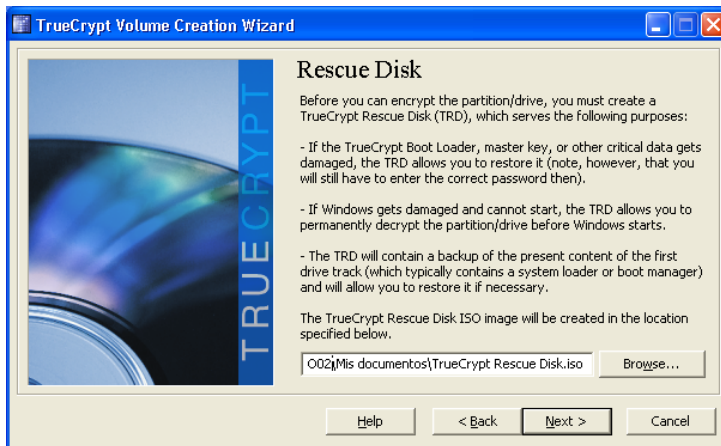 TrueCrypt Volume Creation Wizard
TRUECRYPT
Rescue Disk
Before you can encrypt the partition/drive, you must create a
TrueCrypt Rescue Disk (TRD), which serves the following purposes:
- If the TrueCrypt Boot Loader, master key, or other critical data gets
damaged, the TRD allows you to restore it (note, however, that you
will still have to enter the correct password then).
- If Windows gets damaged and cannot start, the TRD allows you to
permanently decrypt the partition/drive before Windows starts.
- The TRD will contain a backup of the present content of the first
drive track (which typically contains a system loader or boot manager)
and will allow you to restore it if necessary.
The TrueCrypt Rescue Disk ISO image will be created in the location
specified below.
O02\Mis documentos\TrueCrypt Rescue Disk.iso
Browse...
Help
< Back
Next >
Cancel